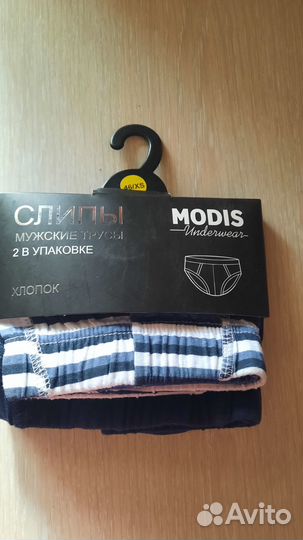 46/XS
СЛИПЫ
МУЖСКИЕ ТРУСЫ
2 В УПАКОВКЕ
ХЛОПОК
MODIS
Underwear
Avito